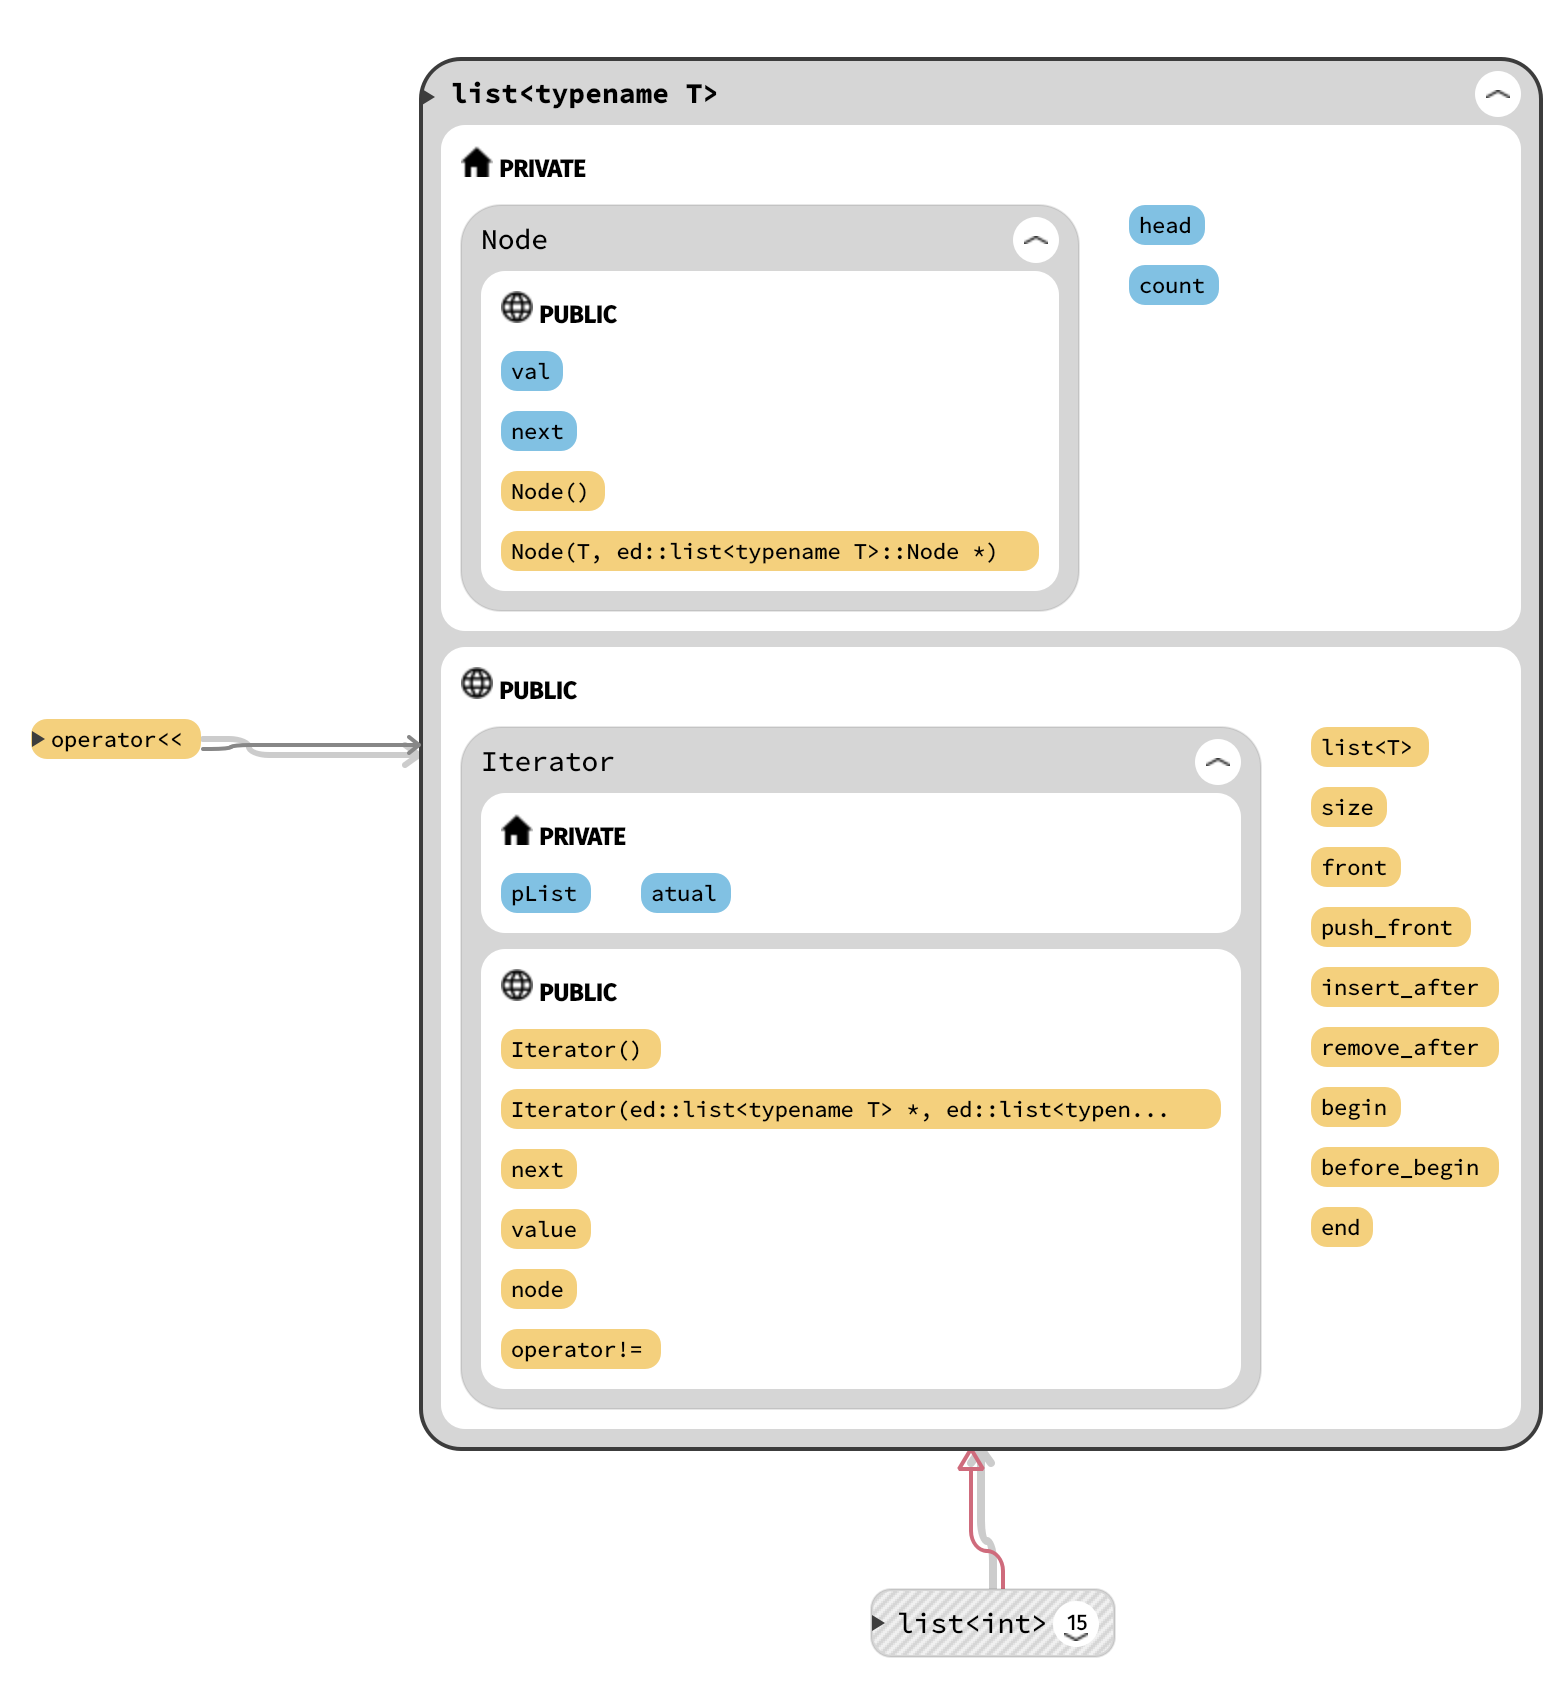 list<typename T>
PRIVATE
Node
PUBLIC
val
next
Node()
Node(T, ed::list<typename T>::Node *)
head
count
PUBLIC
operator<<
Iterator
PRIVATE
pList
atual
PUBLIC
Iterator()
Iterator(ed::list<typename T> *, ed::list<typen...
next
value
node
operator!=
list<T>
size
front
push_front
insert_after
remove_after
begin
before_begin
end
list<int>
15